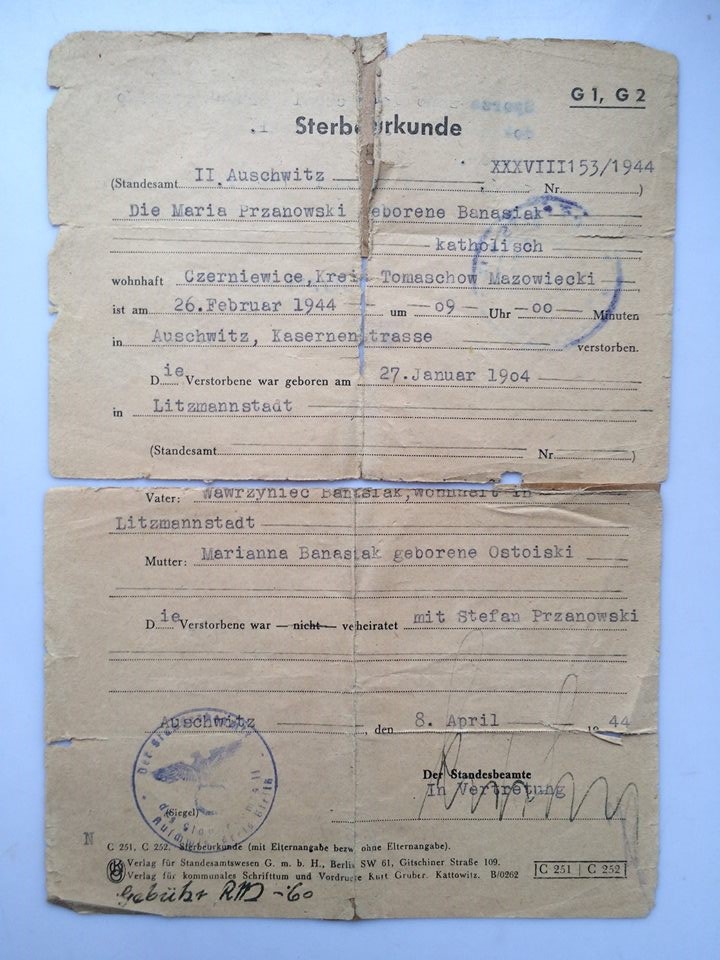 G 1, G 2
Sterbeurkunde
(Standesamt II Auschwitz Nr. XXXVIII153/1944)
Die Maria Przanowski geborene Banasiak
katholisch
wohnhaft Czerniewice, Kreis Tomaschow Mazowiecki
ist am 26.Februar 1944 um 09 Uhr 00 Minuten
in Auschwitz, Kasernenstrasse verstorben.
Die Verstorbene war geboren am 27.Januar 1904
in Litzmannstadt
(Standesamt Nr. )
Vater: Wawrzyniec Banasiak, wohnhaft in
Litzmannstadt
Mutter: Marianna Banasiak geborene Ostoiski
Die Verstorbene war — nicht — verheiratet mit Stefan Przanowski
Auschwitz, den 8. April 1944
Der Standesbeamte
In Vertretung
(Siegel)
N
C 251, C 252. Sterbeurkunde (mit Elternangabe bezw. ohne Elternangabe).
Verlag für Standesamtswesen G. m. b. H., Berlin SW 61, Gitschiner Straße 109.
Verlag für kommunales Schrifttum und Vordrucke Kurt Gruber. Kattowitz. B/0262
C 251 | C 252
Gebühr RM -60